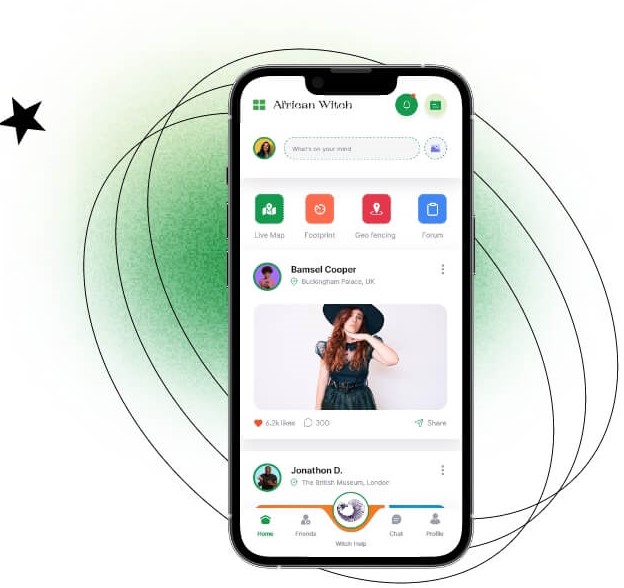 African Witch
What's on your mind
Live Map
Footprint
Geo fencing
Forum
Bamsel Cooper
Buckingham Palace, UK
6.2k likes
300
Share
Jonathon D.
The British Museum, London
Home
Friends
Witch Help
Chat
Profile